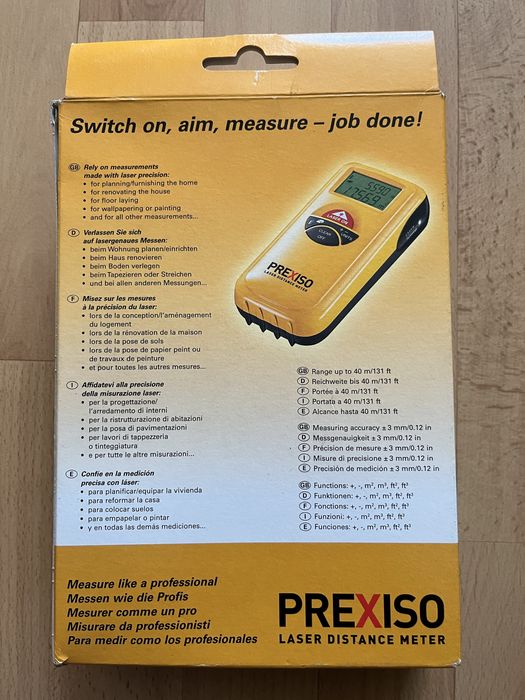 Switch on, aim, measure – job done!
GB Rely on measurements
made with laser precision:
• for planning/furnishing the home
• for renovating the house
• for floor laying
• for wallpapering or painting
• and for all other measurements...
D Verlassen Sie sich
auf lasergenaues Messen:
• beim Wohnung planen/einrichten
• beim Haus renovieren
• beim Boden verlegen
• beim Tapezieren oder Streichen
• und bei allen anderen Messungen...
F Misez sur les mesures
à la précision du laser:
• lors de la conception/l'aménagement
du logement
• lors de la rénovation de la maison
• lors de la pose de sols
• lors de la pose de papier peint ou
de travaux de peinture
• et pour toutes les autres mesures...
I Affidatevi alla precisione
della misurazione laser:
• per la progettazione/
l'arredamento di interni
• per la ristrutturazione di abitazioni
• per la posa di pavimentazioni
• per lavori di tappezzeria
o tinteggiatura
• e per tutte le altre misurazioni...
E Confíe en la medición
precisa con láser:
• para planificar/equipar la vivienda
• para reformar la casa
• para colocar suelos
• para empapelar o pintar
• y en todas las demás mediciones...
5.590
12.569
LASER ON
F
UNITS
CLEAR
OFF
PREXISO
LASER DISTANCE METER
GB Range up to 40 m/131 ft
D Reichweite bis 40 m/131 ft
F Portée à 40 m/131 ft
I Portata a 40 m/131 ft
E Alcance hasta 40 m/131 ft
GB Measuring accuracy ± 3 mm/0.12 in
D Messgenauigkeit ± 3 mm/0.12 in
F Précision de mesure ± 3 mm/0.12 in
I Misure di precisione ± 3 mm/0.12 in
E Precisión de medición ± 3 mm/0.12 in
GB Functions: +, -, m², m³, ft², ft³
D Funktionen: +, -, m², m³, ft², ft³
F Fonctions: +, -, m², m³, ft², ft³
I Funzioni: +, -, m², m³, ft², ft³
E Funciones: +, -, m², m³, ft², ft³
Measure like a professional
Messen wie die Profis
Mesurer comme un pro
Misurare da professionisti
Para medir como los profesionales
PREXISO
LASER DISTANCE METER